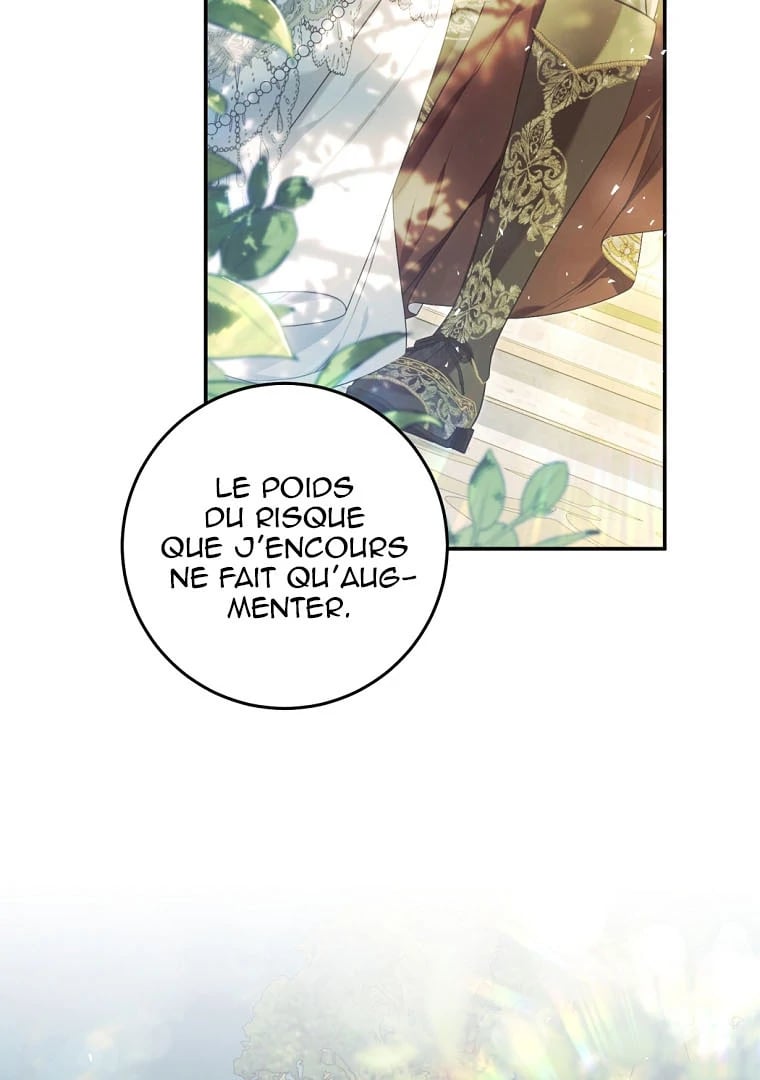 LE POIDS
DU RISQUE
QUE J'ENCOURS
NE FAIT QU'AUG-
MENTER.